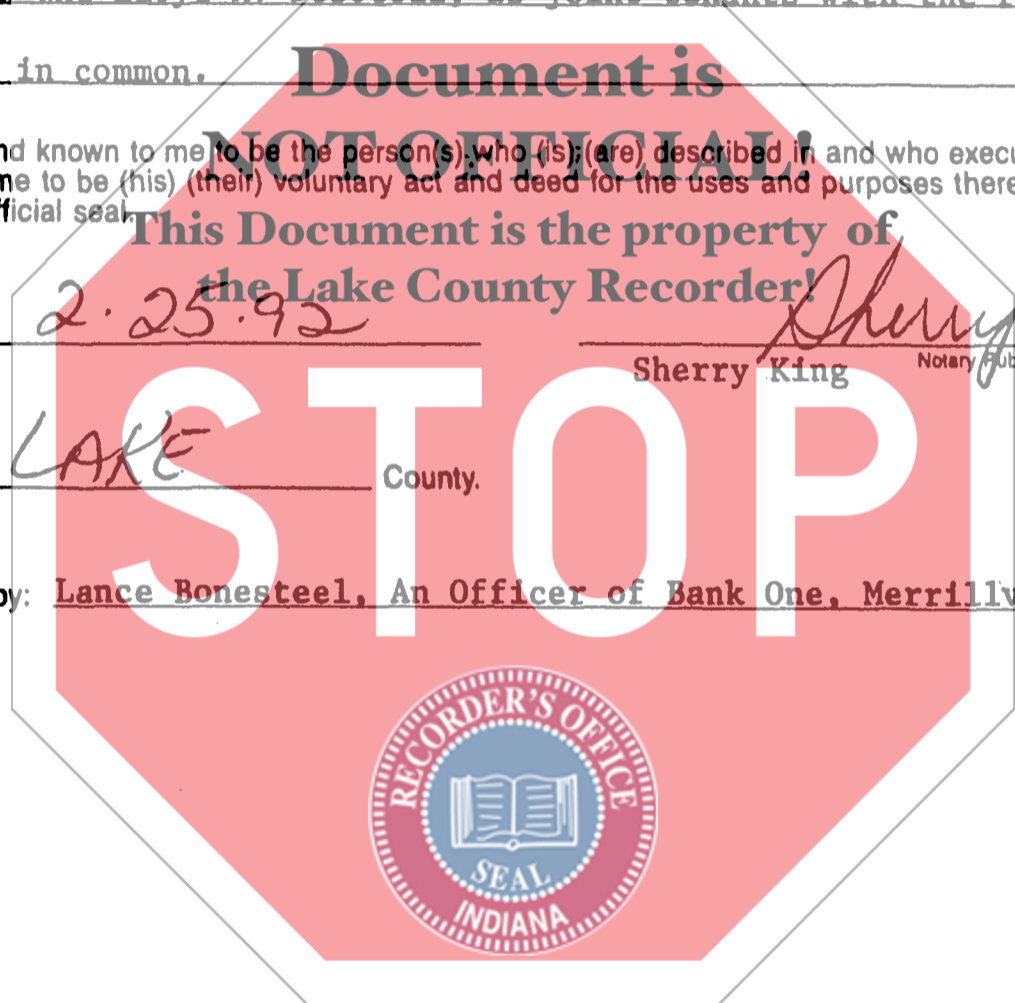 in common.
Document is
NOT OFFICIAL!
nd known to me to be the person(s) who (is) (are) described in and who execu
me to be (his) (their) voluntary act and deed for the uses and purposes there
ficial seal.
This Document is the property of
the Lake County Recorder!
2.25.92
Sherry
Sherry King
Notary Pub
STOP
LAKE County.
by: Lance Bonesteel, An Officer of Bank One, Merrillv
RECORDER'S OFFICE
SEAL
INDIANA